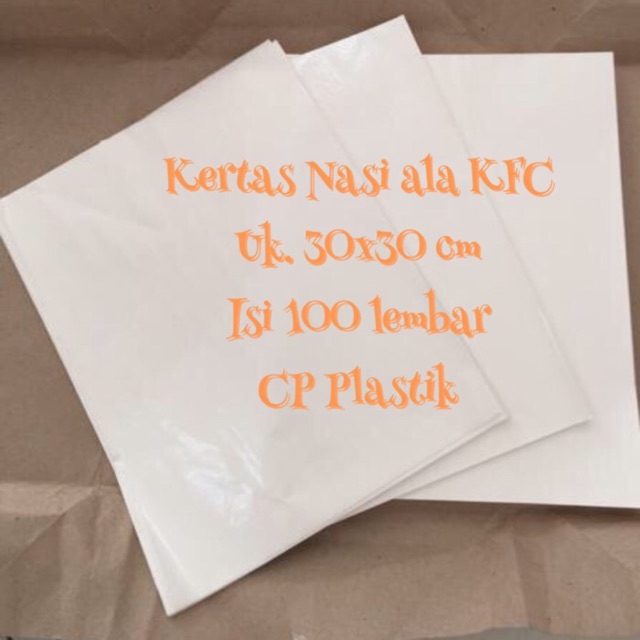 Kertas Nasi ala KFC
Uk. 30x30 cm
Isi 100 lembar
CP Plastik